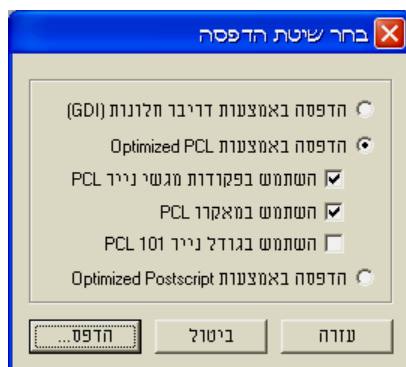 בחר שיטת הדפסה
הדפסה באמצעות דריבר חלונות (GDI)
הדפסה באמצעות Optimized PCL
השתמש בפקודות מגשי נייר PCL
השתמש במאקרו PCL
השתמש בגודל נייר PCL 101
הדפסה באמצעות Optimized Postscript
עזרה
ביטול
הדפס...